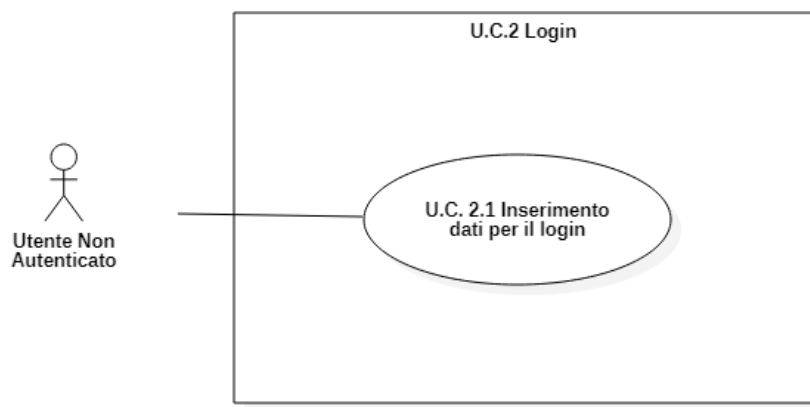 U.C.2 Login
U.C. 2.1 Inserimento
dati per il login
Utente Non
Autenticato